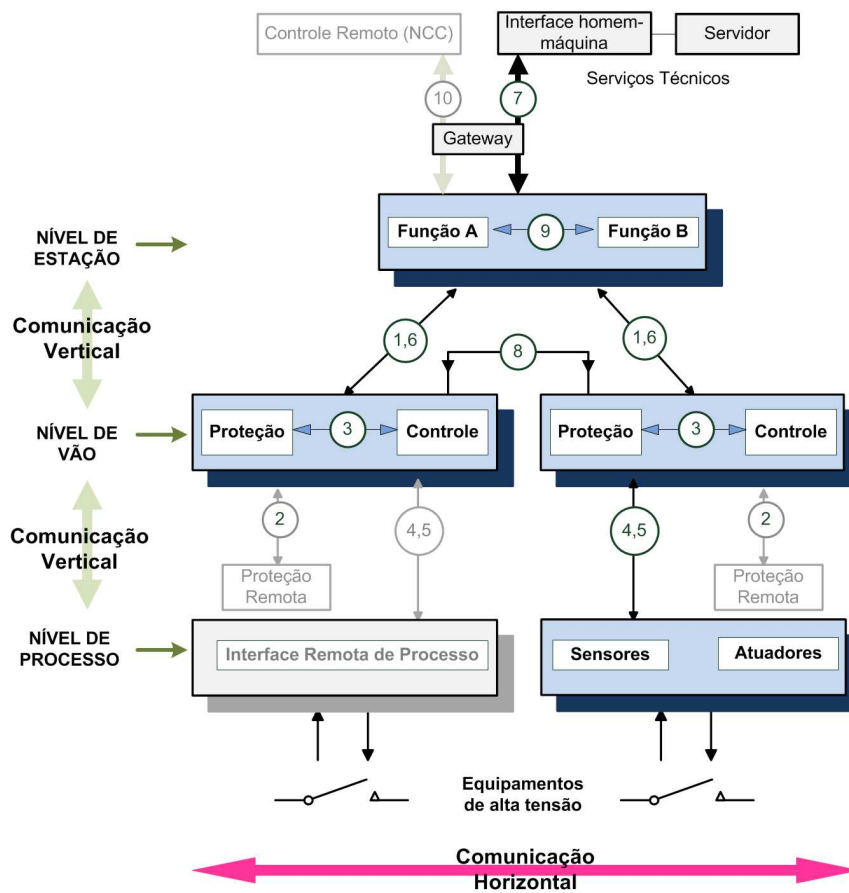 Controle Remoto (NCC)
Interface homem-
máquina
Servidor
Serviços Técnicos
10
7
Gateway
NÍVEL DE
ESTAÇÃO
Função A
9
Função B
Comunicação
Vertical
1,6
8
1,6
NÍVEL DE
VÃO
Proteção
3
Controle
Proteção
3
Controle
Comunicação
Vertical
2
4,5
4,5
2
Proteção
Remota
Proteção
Remota
NÍVEL DE
PROCESSO
Interface Remota de Processo
Sensores
Atuadores
Equipamentos
de alta tensão
Comunicação
Horizontal